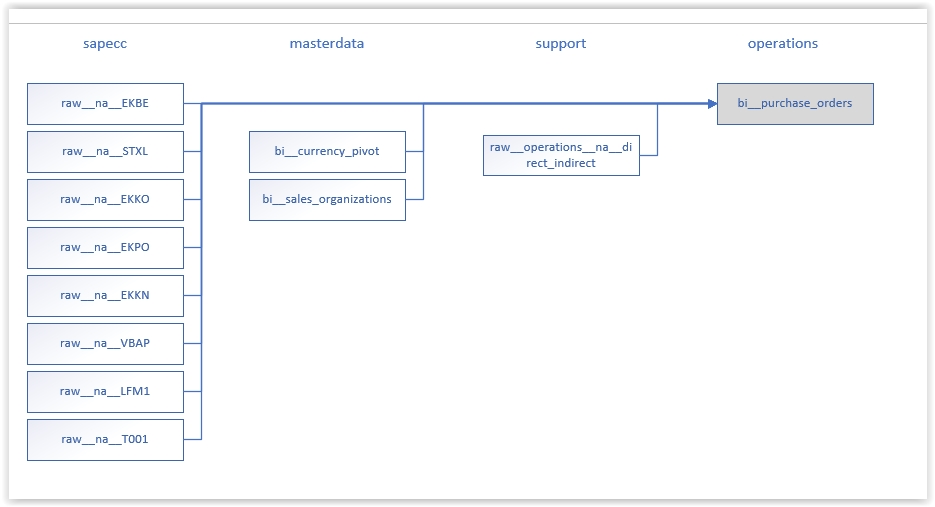 sapecc
masterdata
support
operations
raw__na__EKBE
bi__purchase_orders
raw__na__STXL
bi__currency_pivot
raw__operations__na__di
rect_indirect
raw__na__EKKO
bi__sales_organizations
raw__na__EKPO
raw__na__EKKN
raw__na__VBAP
raw__na__LFM1
raw__na__T001